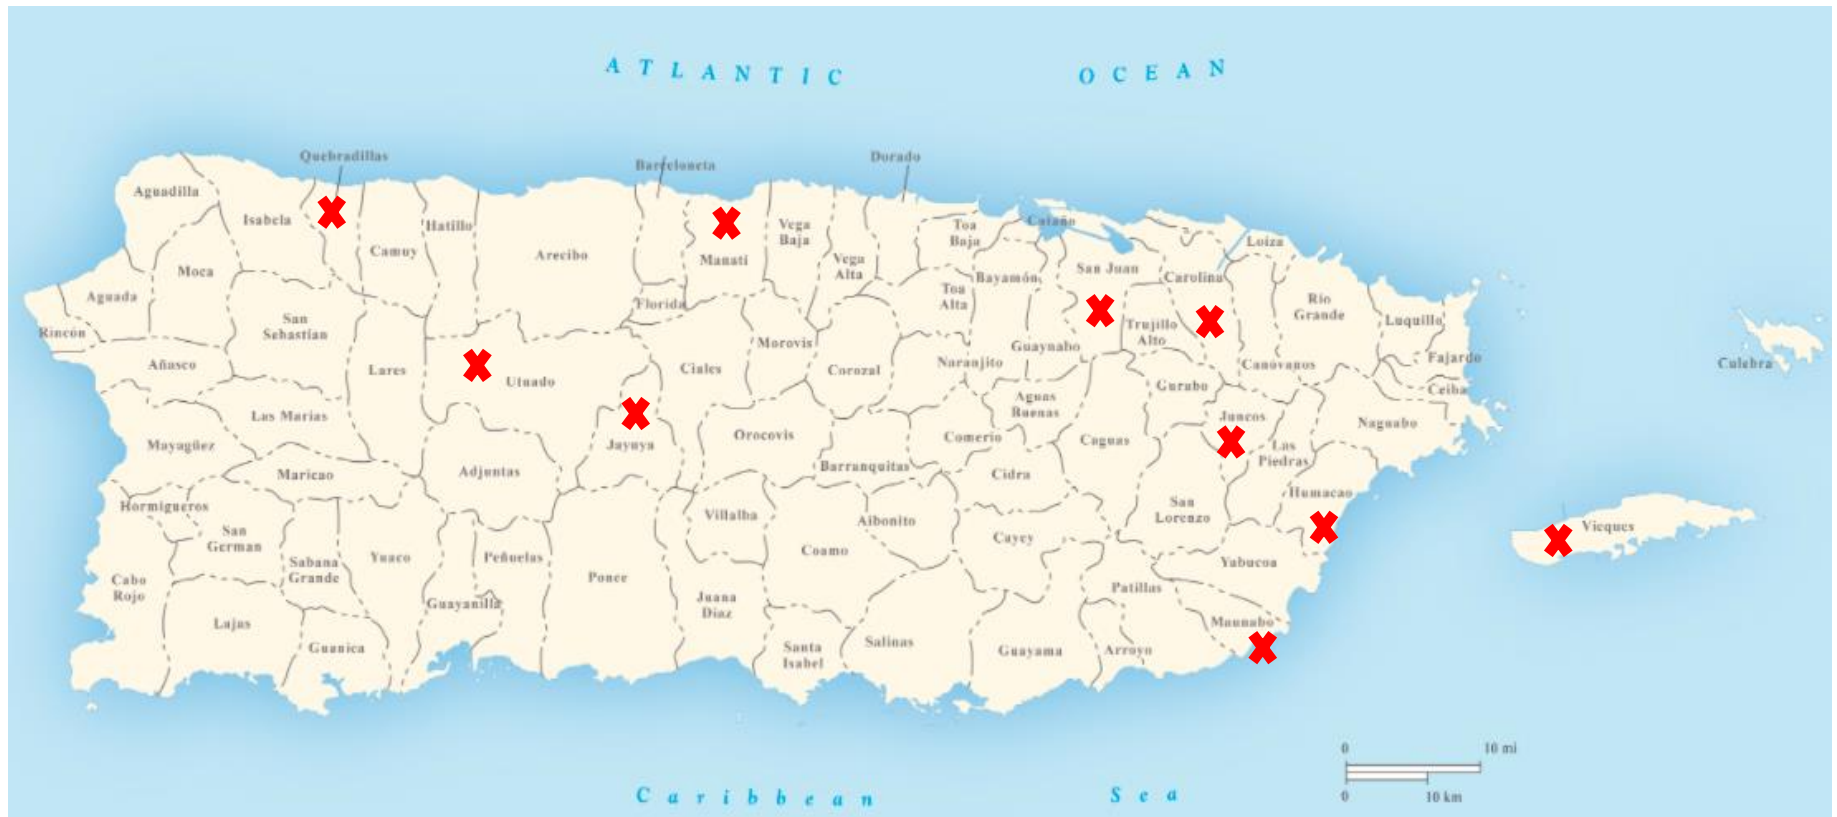 ATLANTIC OCEAN
Quebradillas
Barceloneta
Dorado
Aguadilla
Isabela
Camuy
Hatillo
Arecibo
Manatí
Vega
Baja
Vega
Alta
Toa
Baja
Cataño
Loiza
Moca
Aguada
Rincón
San
Sebastían
Florida
Toa
Alta
Bayamón
San Juan
Carolina
Río
Grande
Luquillo
Fajardo
Ceiba
Culebra
Añasco
Lares
Utuado
Ciales
Morovis
Corozal
Naranjito
Guaynabo
Trujillo
Alto
Canóvanos
Gurabo
Las Marias
Mayagüez
Maricao
Adjuntas
Jayuya
Orocovis
Barranquitas
Comerio
Aguas
Buenas
Cidra
Caguas
Juncos
Las
Piedras
Naguabo
Humacao
Hormigueros
San
German
Sabana
Grande
Yuaco
Peñuelas
Guayanilla
Ponce
Villalba
Juana
Diaz
Coamo
Aibonito
Cayey
San
Lorenzo
Yabucoa
Vieques
Cabo
Rojo
Lajas
Guanica
Santa
Isabel
Salinas
Guayama
Arroyo
Patillas
Maunabo
0 10 mi
0 10 km
Caribbean Sea